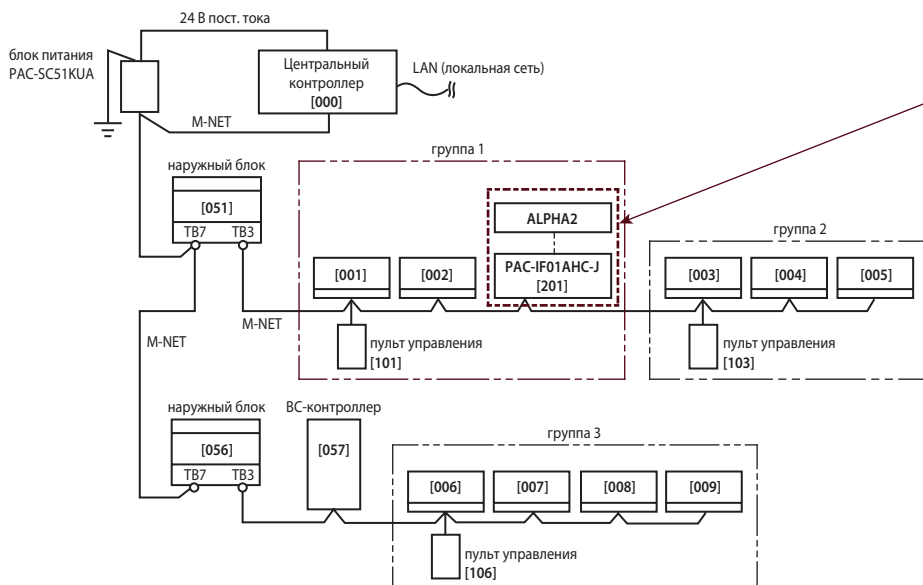 24 В пост. тока
блок питания
PAC-SC51KUA
Центральный
контроллер
[000]
LAN (локальная сеть)
M-NET
группа 1
наружный блок
[051]
TB7 TB3
ALPHA2
PAC-IF01AHC-J
[201]
[001] [002]
группа 2
[003] [004] [005]
M-NET
M-NET
пульт управления
[101]
пульт управления
[103]
наружный блок
[056]
TB7 TB3
BC-контроллер
[057]
группа 3
[006] [007] [008] [009]
пульт управления
[106]